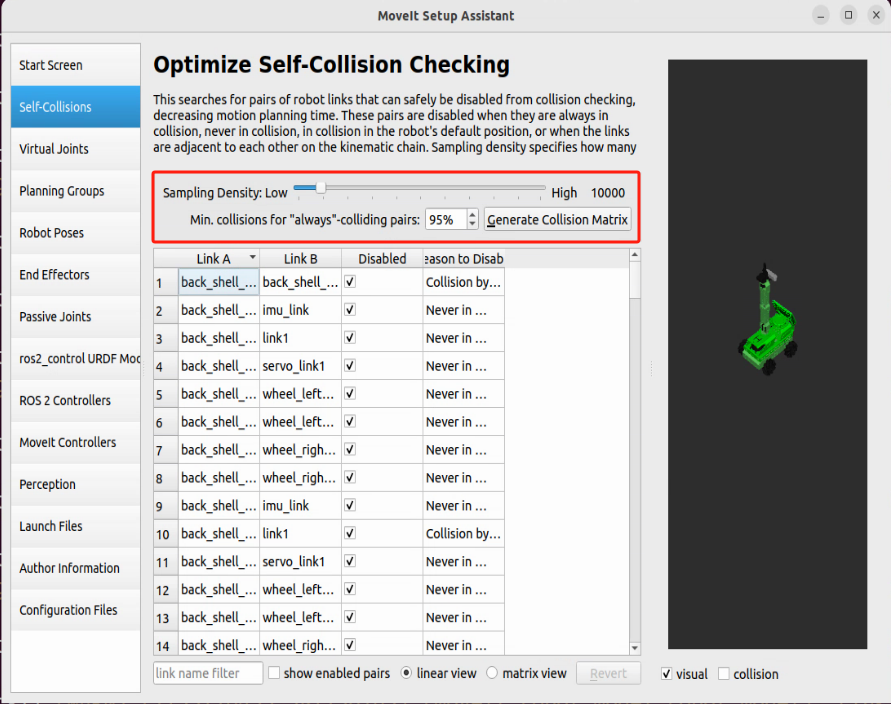 MoveIt Setup Assistant
Start Screen
Self-Collisions
Virtual Joints
Planning Groups
Robot Poses
End Effectors
Passive Joints
ros2_control URDF Mod
ROS 2 Controllers
MoveIt Controllers
Perception
Launch Files
Author Information
Configuration Files
Optimize Self-Collision Checking
This searches for pairs of robot links that can safely be disabled from collision checking,
decreasing motion planning time. These pairs are disabled when they are always in
collision, never in collision, in collision in the robot's default position, or when the links
are adjacent to each other on the kinematic chain. Sampling density specifies how many
Sampling Density: Low High 10000
Min. collisions for "always"-colliding pairs: 95% Generate Collision Matrix
Link A Link B Disabled eason to Disab
1 back_shell_... back_shell_... Collision by...
2 back_shell_... imu_link Never in ...
3 back_shell_... link1 Never in ...
4 back_shell_... servo_link1 Never in ...
5 back_shell_... wheel_left... Never in ...
6 back_shell_... wheel_left... Never in ...
7 back_shell_... wheel_righ... Never in ...
8 back_shell_... wheel_righ... Never in ...
9 back_shell_... imu_link Never in ...
10 back_shell_... link1 Collision by...
11 back_shell_... servo_link1 Never in ...
12 back_shell_... wheel_left... Never in ...
13 back_shell_... wheel_left... Never in ...
14 back_shell_... wheel_righ... Never in ...
link name filter show enabled pairs linear view matrix view Revert visual collision